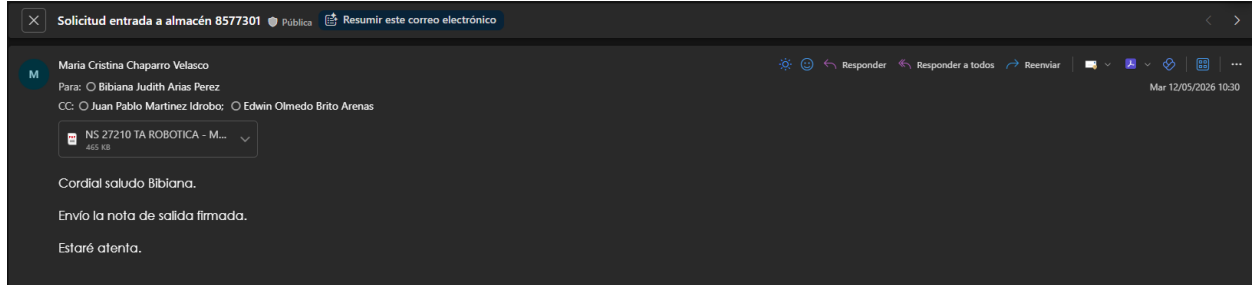 Solicitud entrada a almacén 8577301 Pública Resumir este correo electrónico
M
Maria Cristina Chaparro Velasco
Responder Responder a todos Reenviar
Para: Bibiana Judith Arias Perez
Mar 12/05/2026 10:30
CC: Juan Pablo Martinez Idrobo; Edwin Olmedo Brito Arenas
NS 27210 TA ROBOTICA - M...
465 KB
Cordial saludo Bibiana.
Envío la nota de salida firmada.
Estaré atenta.